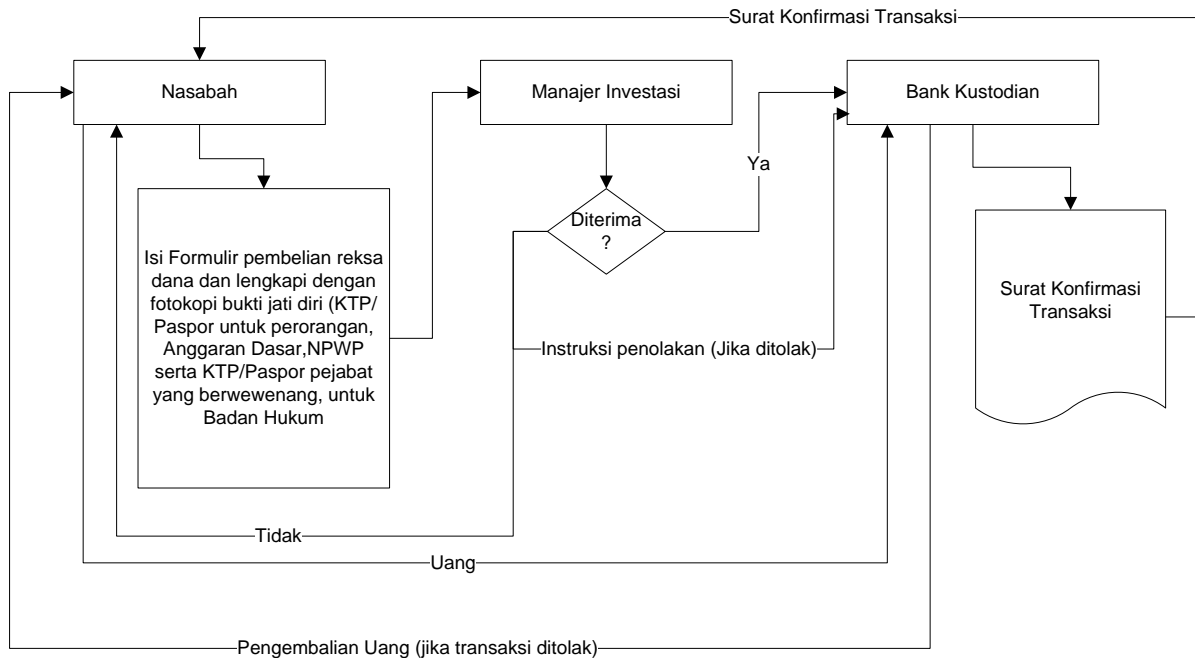 Surat Konfirmasi Transaksi
Nasabah
Manajer Investasi
Bank Kustodian
Ya
Diterima
?
Isi Formulir pembelian reksa
dana dan lengkapi dengan
fotokopi bukti jati diri (KTP/
Paspor untuk perorangan,
Anggaran Dasar,NPWP
serta KTP/Paspor pejabat
yang berwewenang, untuk
Badan Hukum
Surat Konfirmasi
Transaksi
Instruksi penolakan (Jika ditolak)
Tidak
Uang
Pengembalian Uang (jika transaksi ditolak)